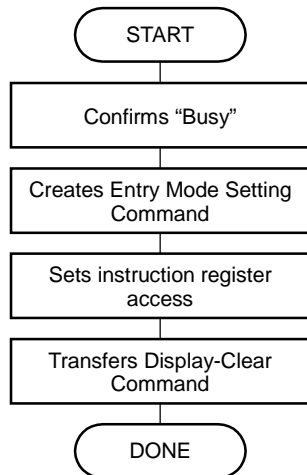 START
Confirms “Busy”
Creates Entry Mode Setting
Command
Sets instruction register
access
Transfers Display-Clear
Command
DONE